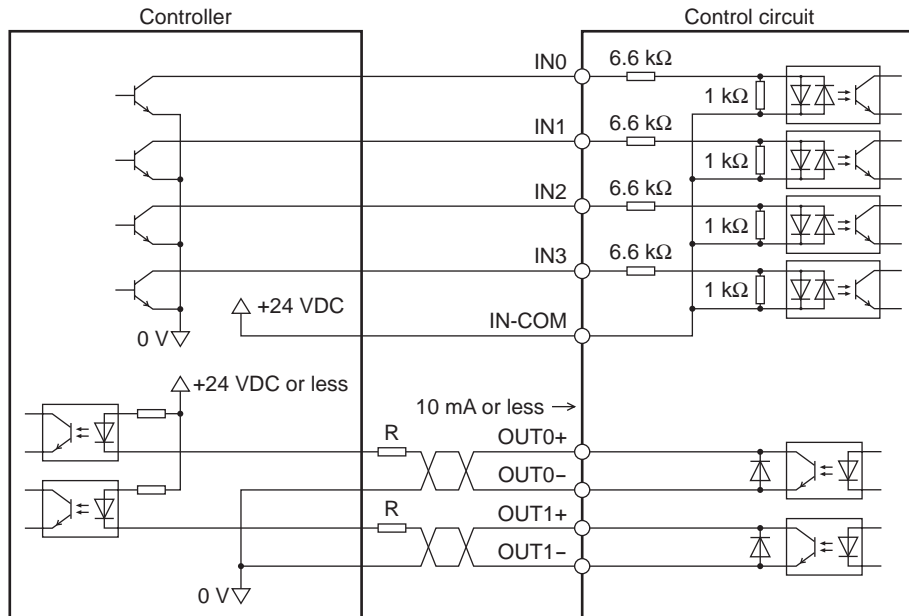 Controller
Control circuit
IN0
6.6 kΩ
1 kΩ
IN1
6.6 kΩ
1 kΩ
IN2
6.6 kΩ
1 kΩ
IN3
6.6 kΩ
1 kΩ
+24 VDC
0 V
IN-COM
+24 VDC or less
10 mA or less →
R
OUT0+
OUT0−
R
OUT1+
OUT1−
0 V